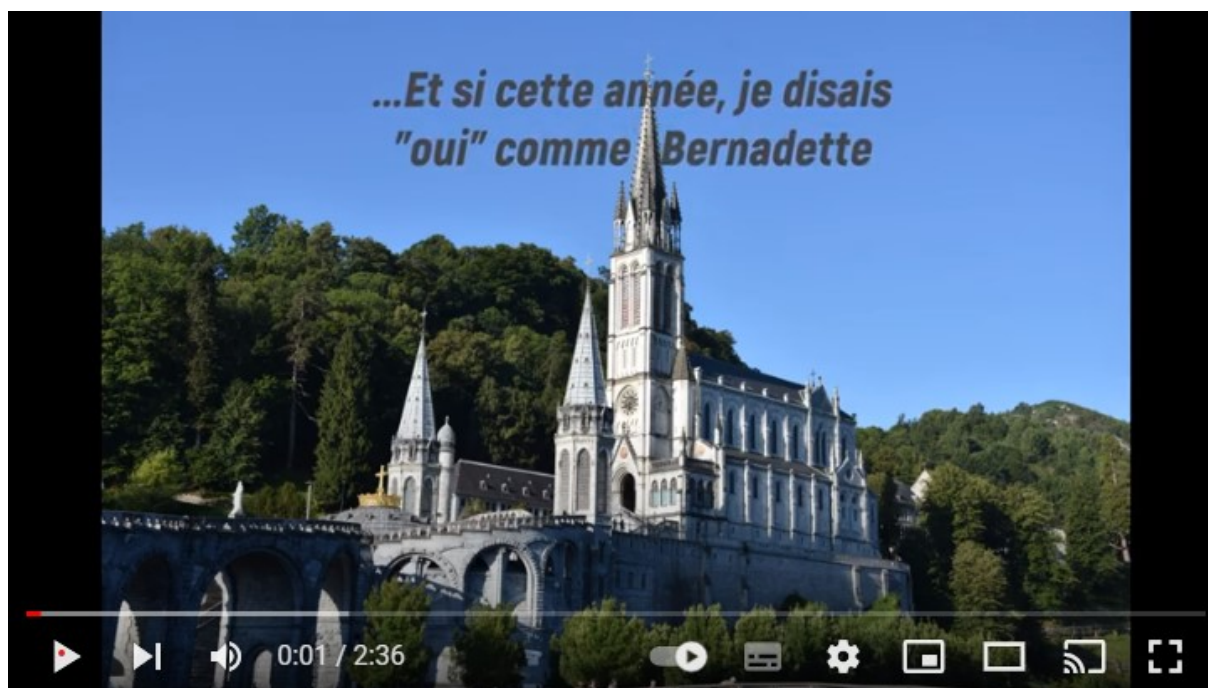 ...Et si cette année, je disais
"oui" comme Bernadette
0:01 / 2:36